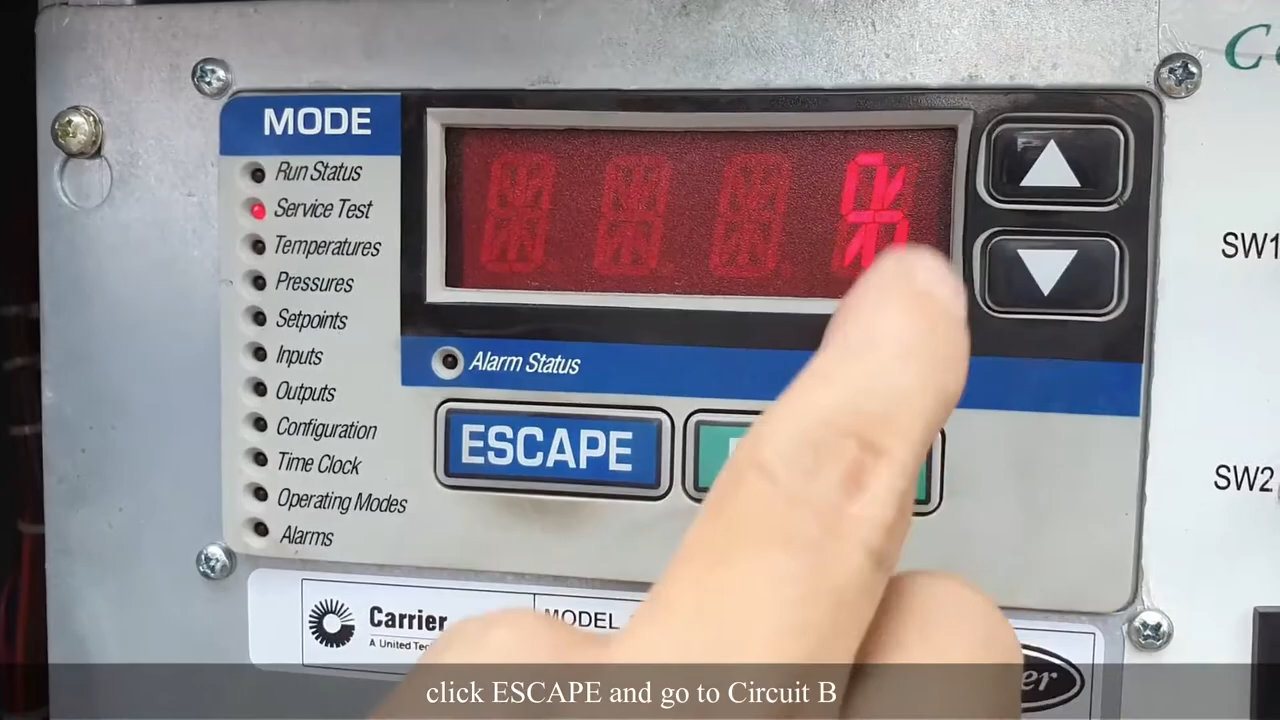 MODE
Run Status
Service Test
Temperatures
Pressures
Setpoints
Inputs
Outputs
Configuration
Time Clock
Operating Modes
Alarms
Alarm Status
ESCAPE
SW1
SW2
Carrier
MODEL
click ESCAPE and go to Circuit B